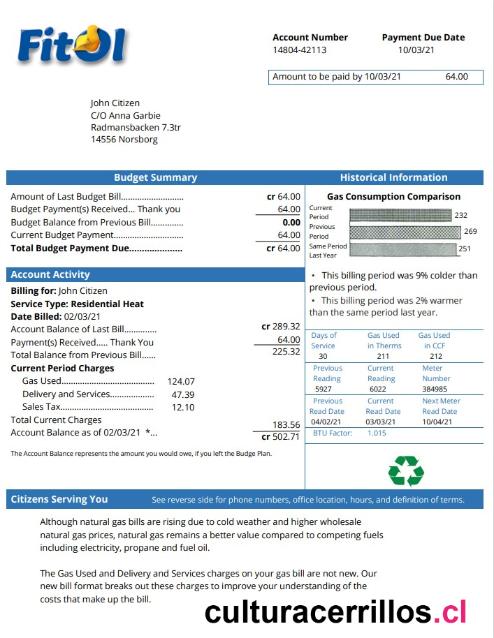 Fitol
Account Number Payment Due Date
14804-42113 10/03/21
Amount to be paid by 10/03/21 64.00
John Citizen
C/O Anna Garbie
Radmansbacken 7.3tr
14556 Norsborg
Budget Summary
Amount of Last Budget Bill........................... cr 64.00
Budget Payment(s) Received... Thank you 64.00
Budget Balance from Previous Bill............ 0.00
Current Budget Payment........................ 64.00
Total Budget Payment Due.................... cr 64.00
Account Activity
Billing for: John Citizen
Service Type: Residential Heat
Date Billed: 02/03/21
Account Balance of Last Bill............ cr 289.32
Payment(s) Received..... Thank You 64.00
Total Balance from Previous Bill...... 225.32
Current Period Charges
Gas Used................................... 124.07
Delivery and Services................. 47.39
Sales Tax.................................. 12.10
Total Current Charges 183.56
Account Balance as of 02/03/21 *... cr 502.71
The Account Balance represents the amount you would owe, if you left the Budget Plan.
Historical Information
Gas Consumption Comparison
Current
Period 232
Previous
Period 269
Same Period
Last Year 251
• This billing period was 9% colder than
previous period.
• This billing period was 2% warmer
than the same period last year.
Days of Gas Used Gas Used
Service in Therms in CCF
30 211 212
Previous Current Meter
Reading Reading Number
5927 6022 384985
Previous Current Next Meter
Read Date Read Date Read Date
04/02/21 03/03/21 10/04/21
BTU Factor: 1.015
Citizens Serving You See reverse side for phone numbers, office location, hours, and definition of terms.
Although natural gas bills are rising due to cold weather and higher wholesale
natural gas prices, natural gas remains a better value compared to competing fuels
including electricity, propane and fuel oil.
The Gas Used and Delivery and Services charges on your gas bill are not new. Our
new bill format breaks out these charges to improve your understanding of the
costs that make up the bill.
culturacerrillos.cl